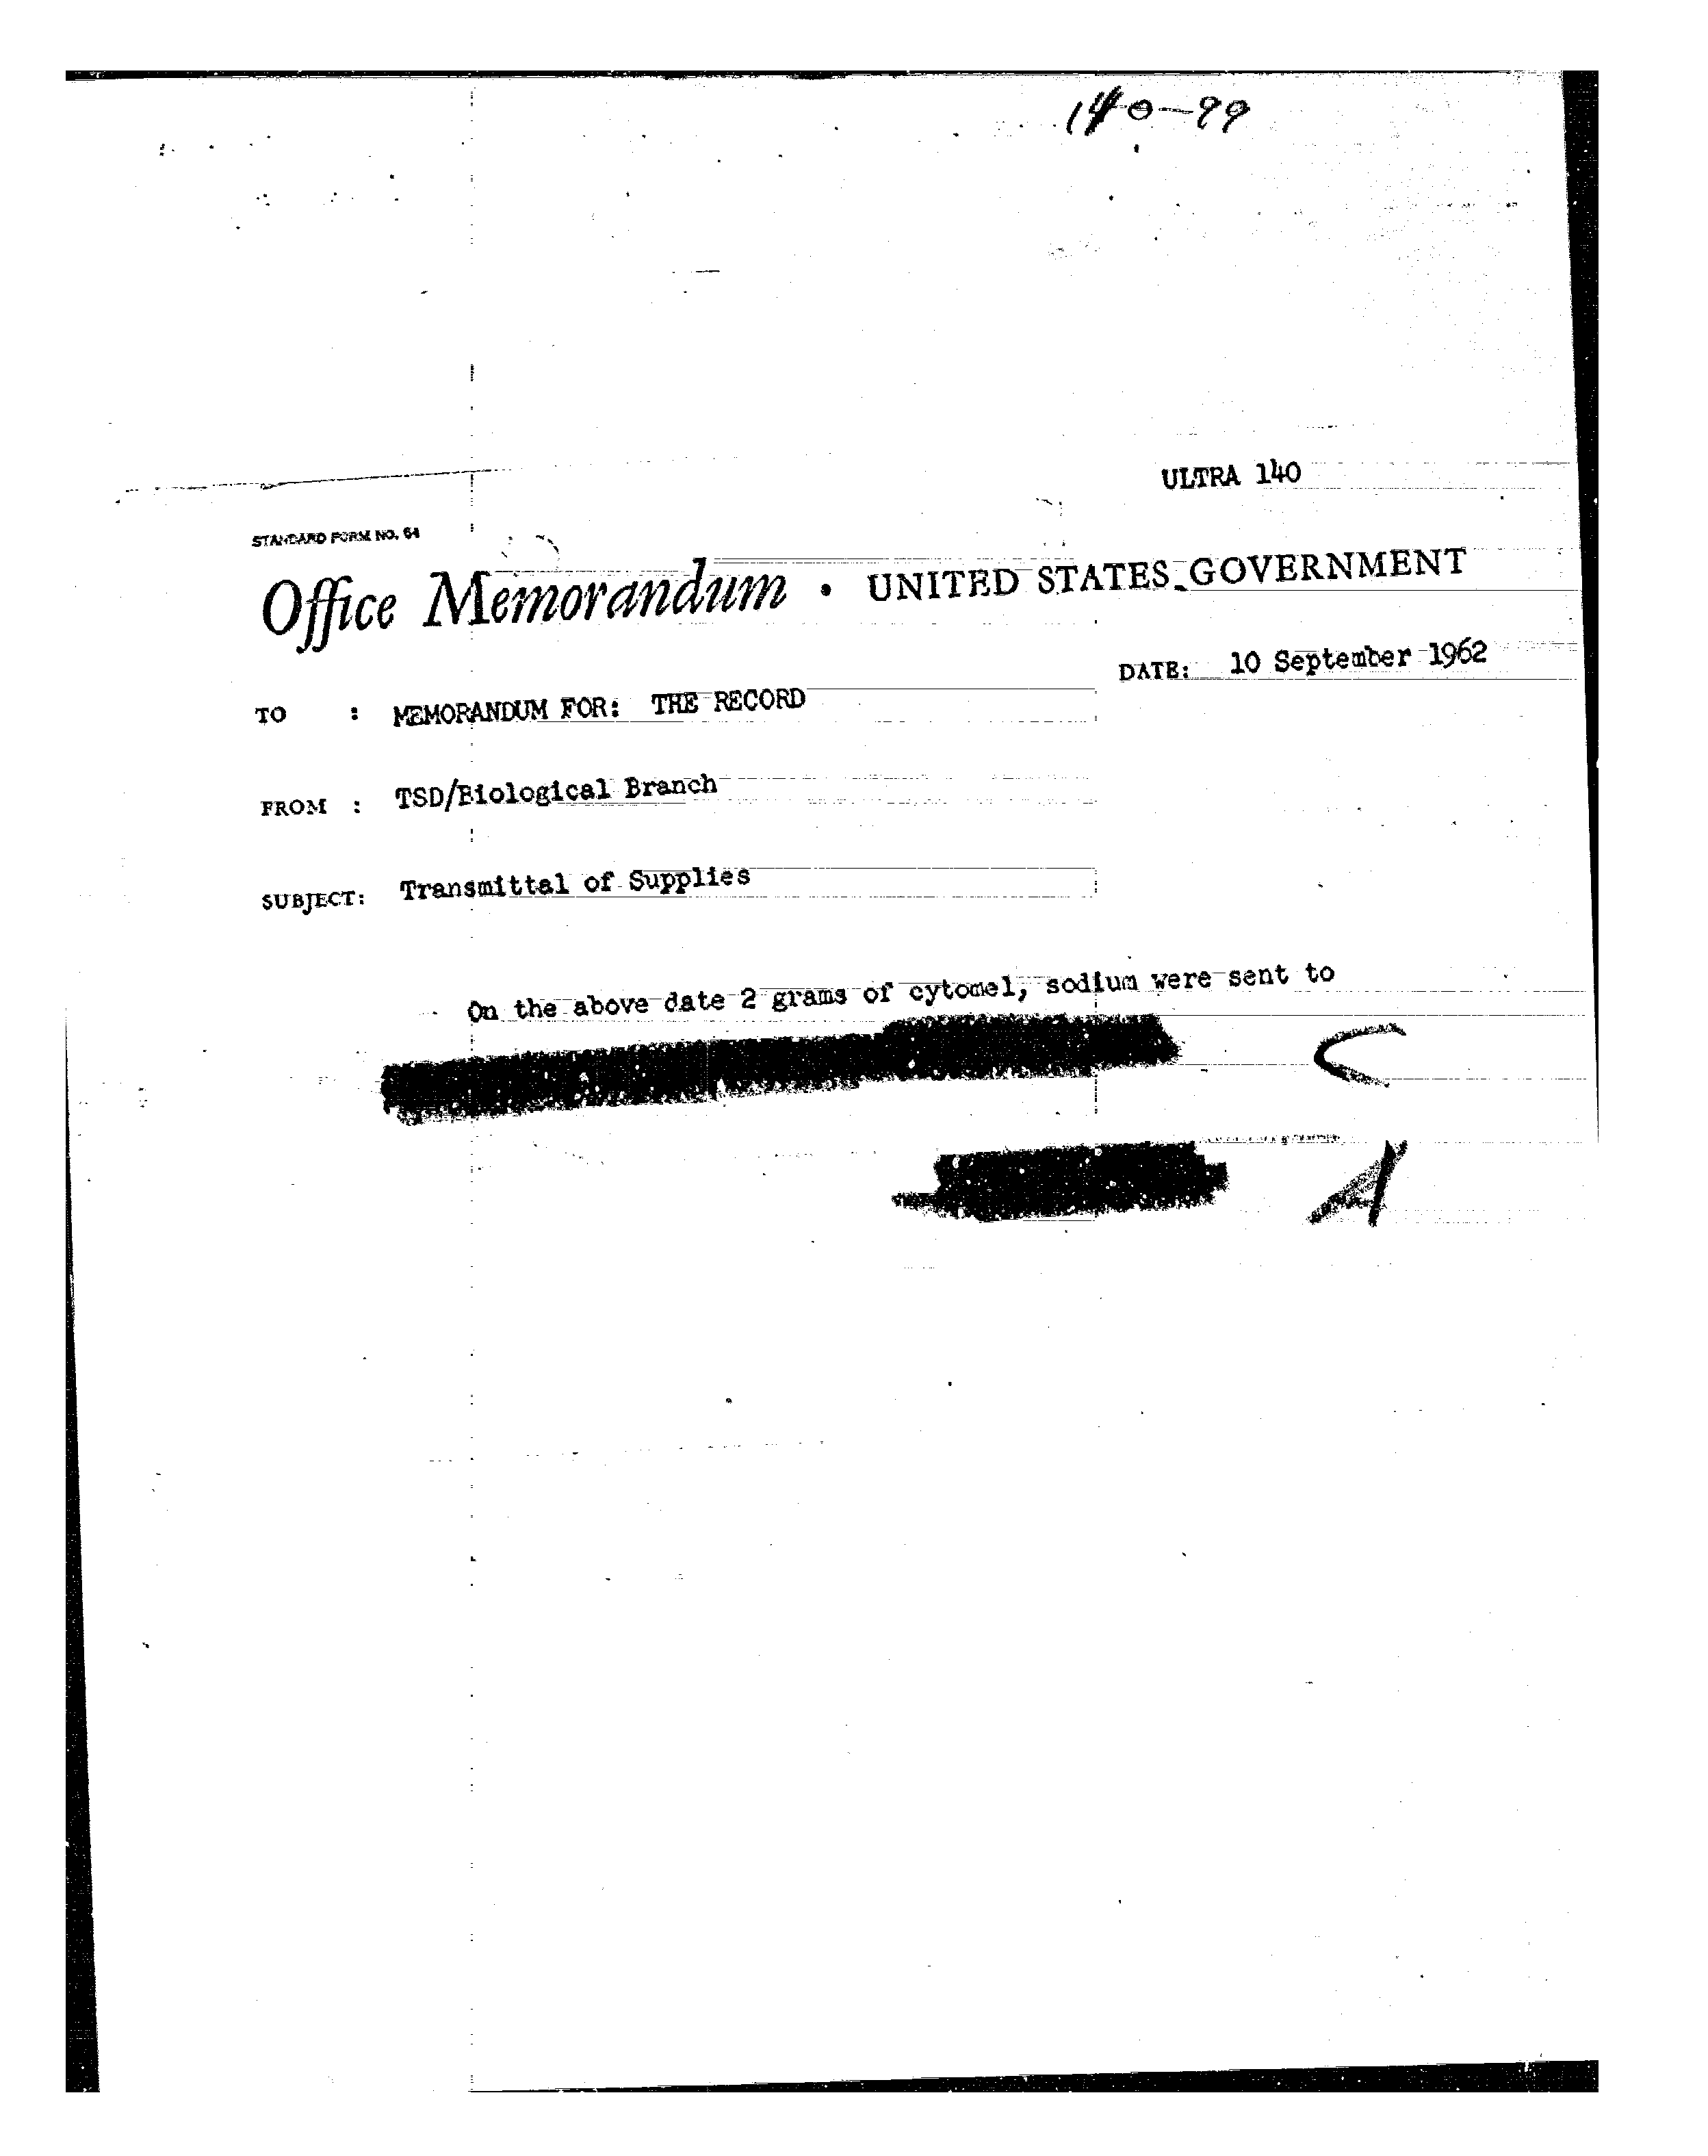 140-99
ULTRA 140
STANDARD FORM NO. 64
Office Memorandum • UNITED STATES GOVERNMENT
DATE: 10 September 1962
TO : MEMORANDUM FOR: THE RECORD
FROM : TSD/Biological Branch
SUBJECT: Transmittal of Supplies
On the above date 2 grams of cytomel, sodium were sent to
C
A